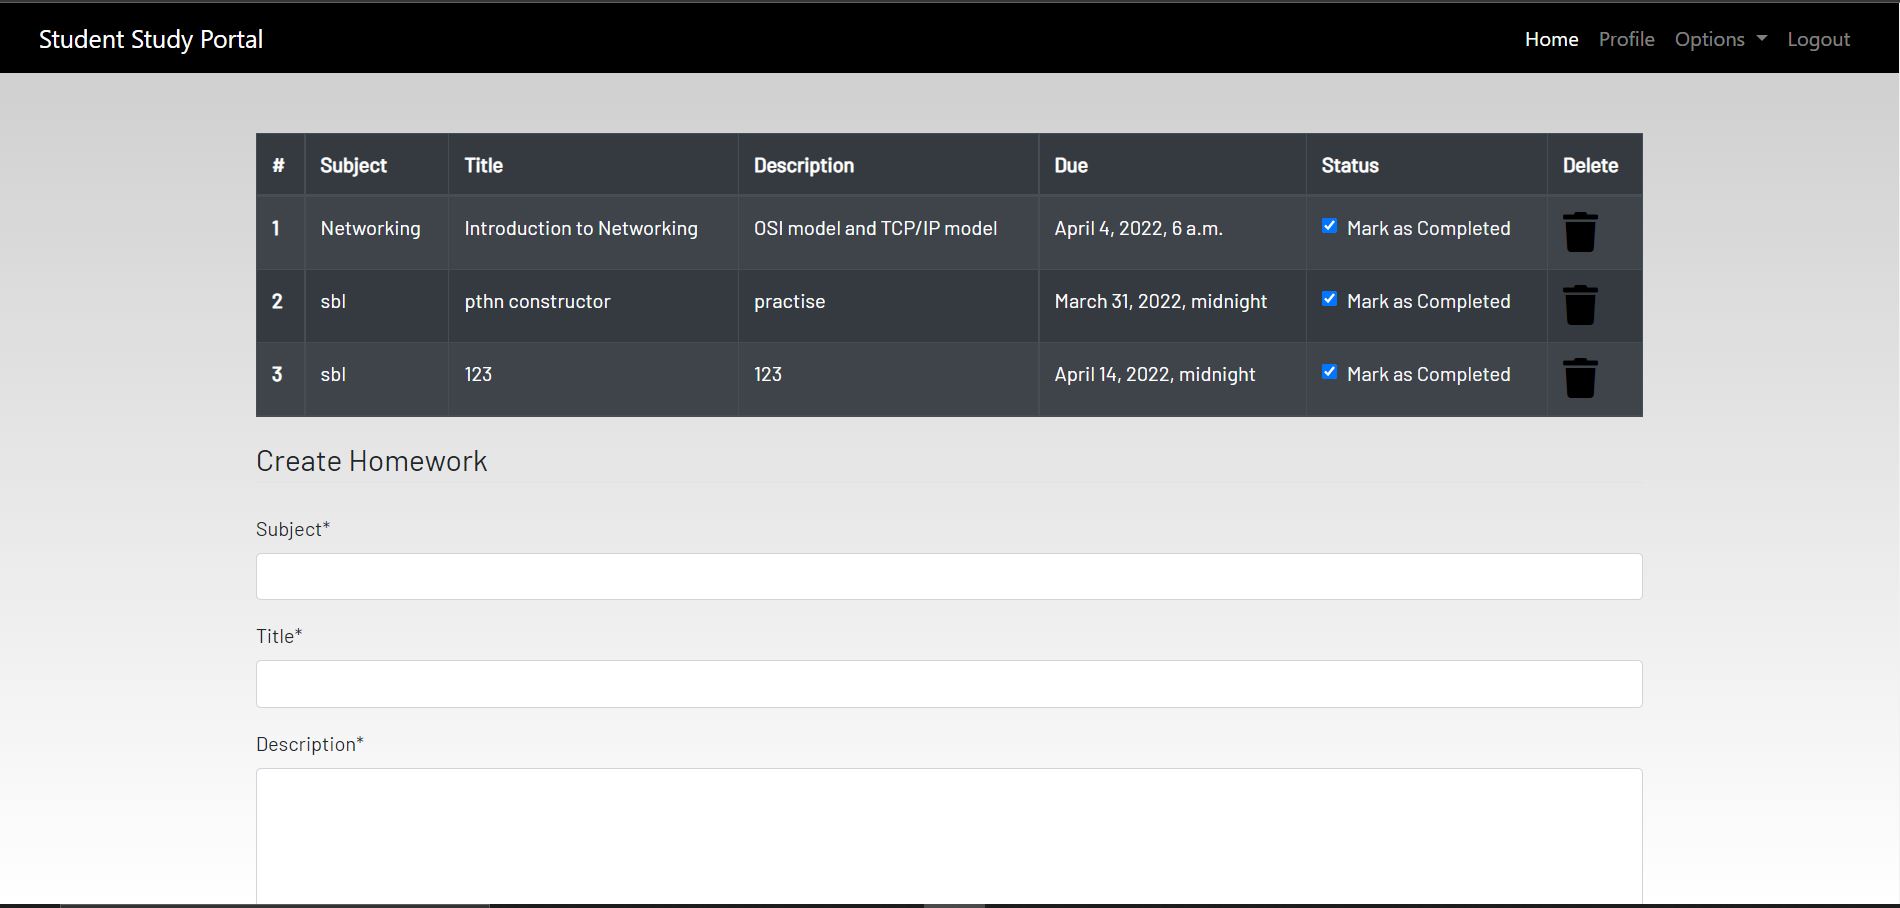 Student Study Portal Home Profile Options Logout
# Subject Title Description Due Status Delete
1 Networking Introduction to Networking OSI model and TCP/IP model April 4, 2022, 6 a.m. Mark as Completed
2 sbl pthn constructor practise March 31, 2022, midnight Mark as Completed
3 sbl 123 123 April 14, 2022, midnight Mark as Completed
Create Homework
Subject*
Title*
Description*